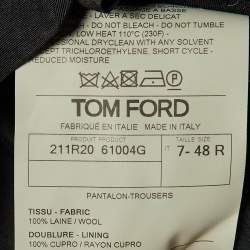 LAVER A SEC DELICAT
- DO NOT BLEACH - DO NOT TUMBLE
LOW HEAT 110°C (230F) -
PROFESSIONAL DRYCLEAN WITH ANY SOLVENT
EXCEPT TRICHLOROETHYLENE. SHORT CYCLE -
REDUCED MOISTURE
TOM FORD
FABRIQUÉ EN ITALIE MADE IN ITALY
PRODUIT PRODUCT
211R20 61004G
TAILLE SIZE
IT 7- 48 R
PANTALON-TROUSERS
TISSU - FABRIC
100% LAINE / WOOL
DOUBLURE - LINING
100% CUPRO / RAYON CUPRO